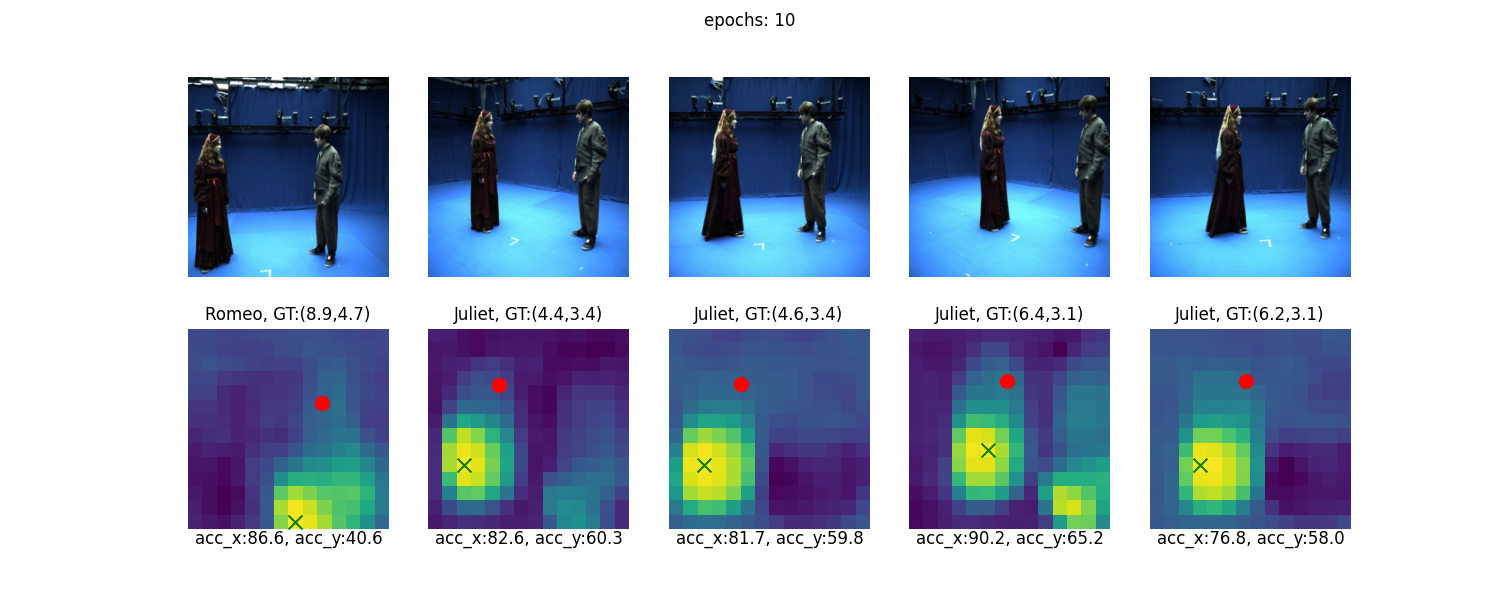 epochs: 10
Romeo, GT:(8.9,4.7)
Juliet, GT:(4.4,3.4)
Juliet, GT:(4.6,3.4)
Juliet, GT:(6.4,3.1)
Juliet, GT:(6.2,3.1)
acc_x:86.6, acc_y:40.6
acc_x:82.6, acc_y:60.3
acc_x:81.7, acc_y:59.8
acc_x:90.2, acc_y:65.2
acc_x:76.8, acc_y:58.0